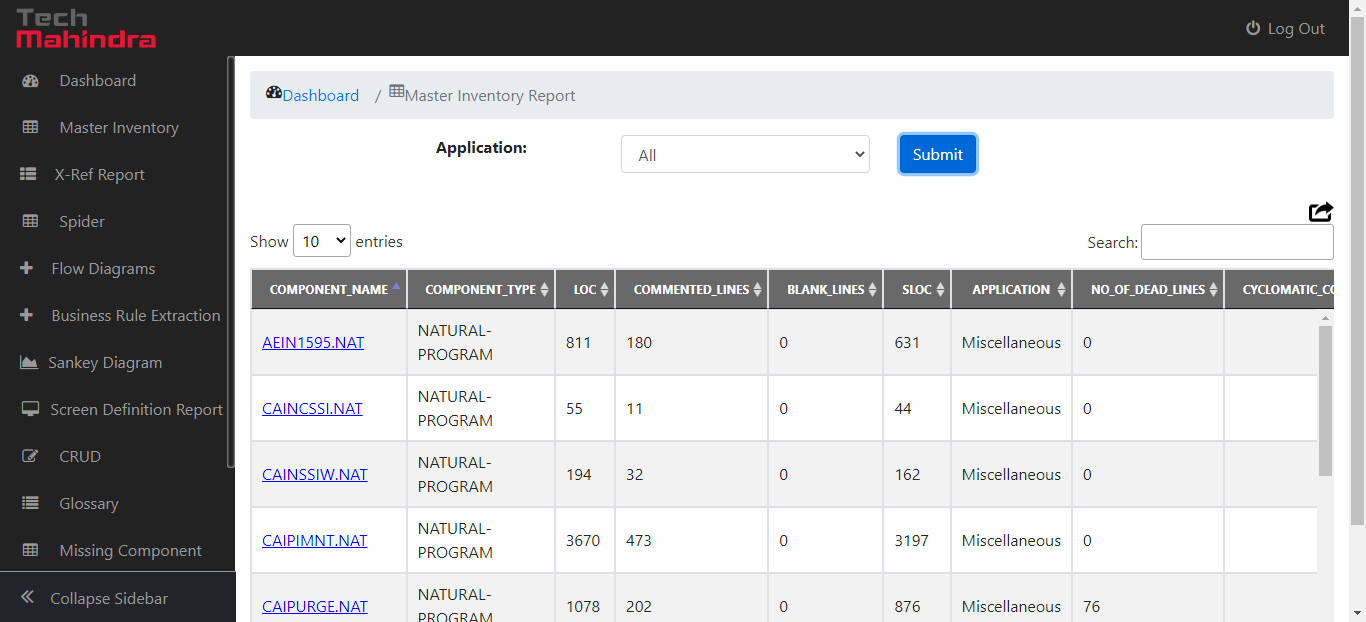 Tech
Mahindra
Log Out
Dashboard
Master Inventory
X-Ref Report
Spider
Flow Diagrams
Business Rule Extraction
Sankey Diagram
Screen Definition Report
CRUD
Glossary
Missing Component
Collapse Sidebar
Dashboard / Master Inventory Report
Application: All Submit
Show 10 entries Search:
COMPONENT_NAME COMPONENT_TYPE LOC COMMENTED_LINES BLANK_LINES SLOC APPLICATION NO_OF_DEAD_LINES CYCLOMATIC_CO
AEIN1595.NAT NATURAL-PROGRAM 811 180 0 631 Miscellaneous 0
CAINCSSI.NAT NATURAL-PROGRAM 55 11 0 44 Miscellaneous 0
CAINSSIW.NAT NATURAL-PROGRAM 194 32 0 162 Miscellaneous 0
CAIPIMNT.NAT NATURAL-PROGRAM 3670 473 0 3197 Miscellaneous 0
CAIPURGE.NAT NATURAL-PROGRAM 1078 202 0 876 Miscellaneous 76